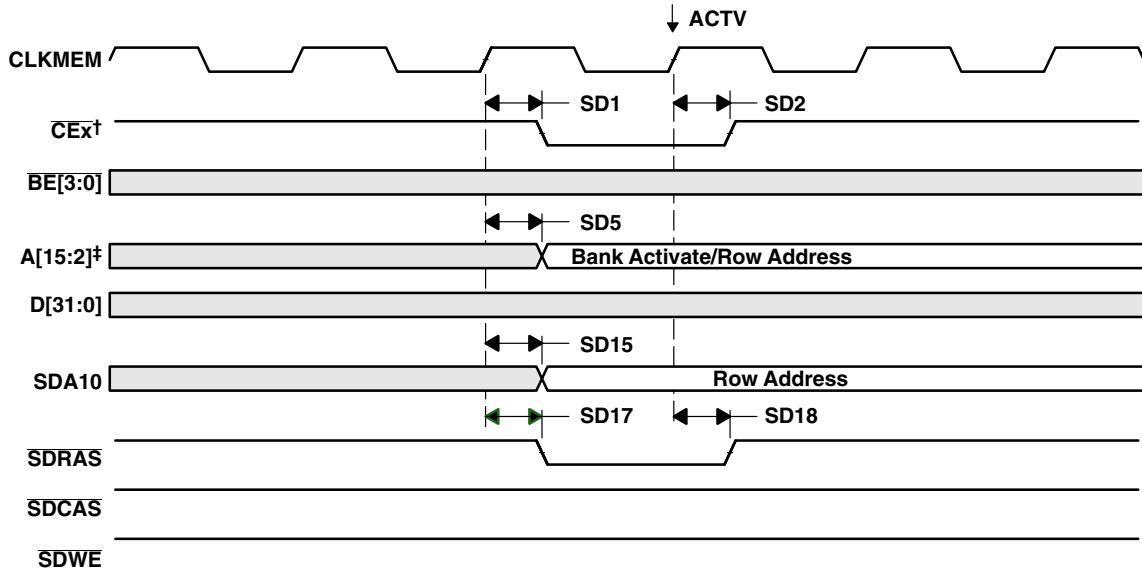 ACTV
CLKMEM
SD1 SD2
CEx†
BE[3:0]
SD5
A[15:2]‡ Bank Activate/Row Address
D[31:0]
SD15
SDA10 Row Address
SD17 SD18
SDRAS
SDCAS
SDWE